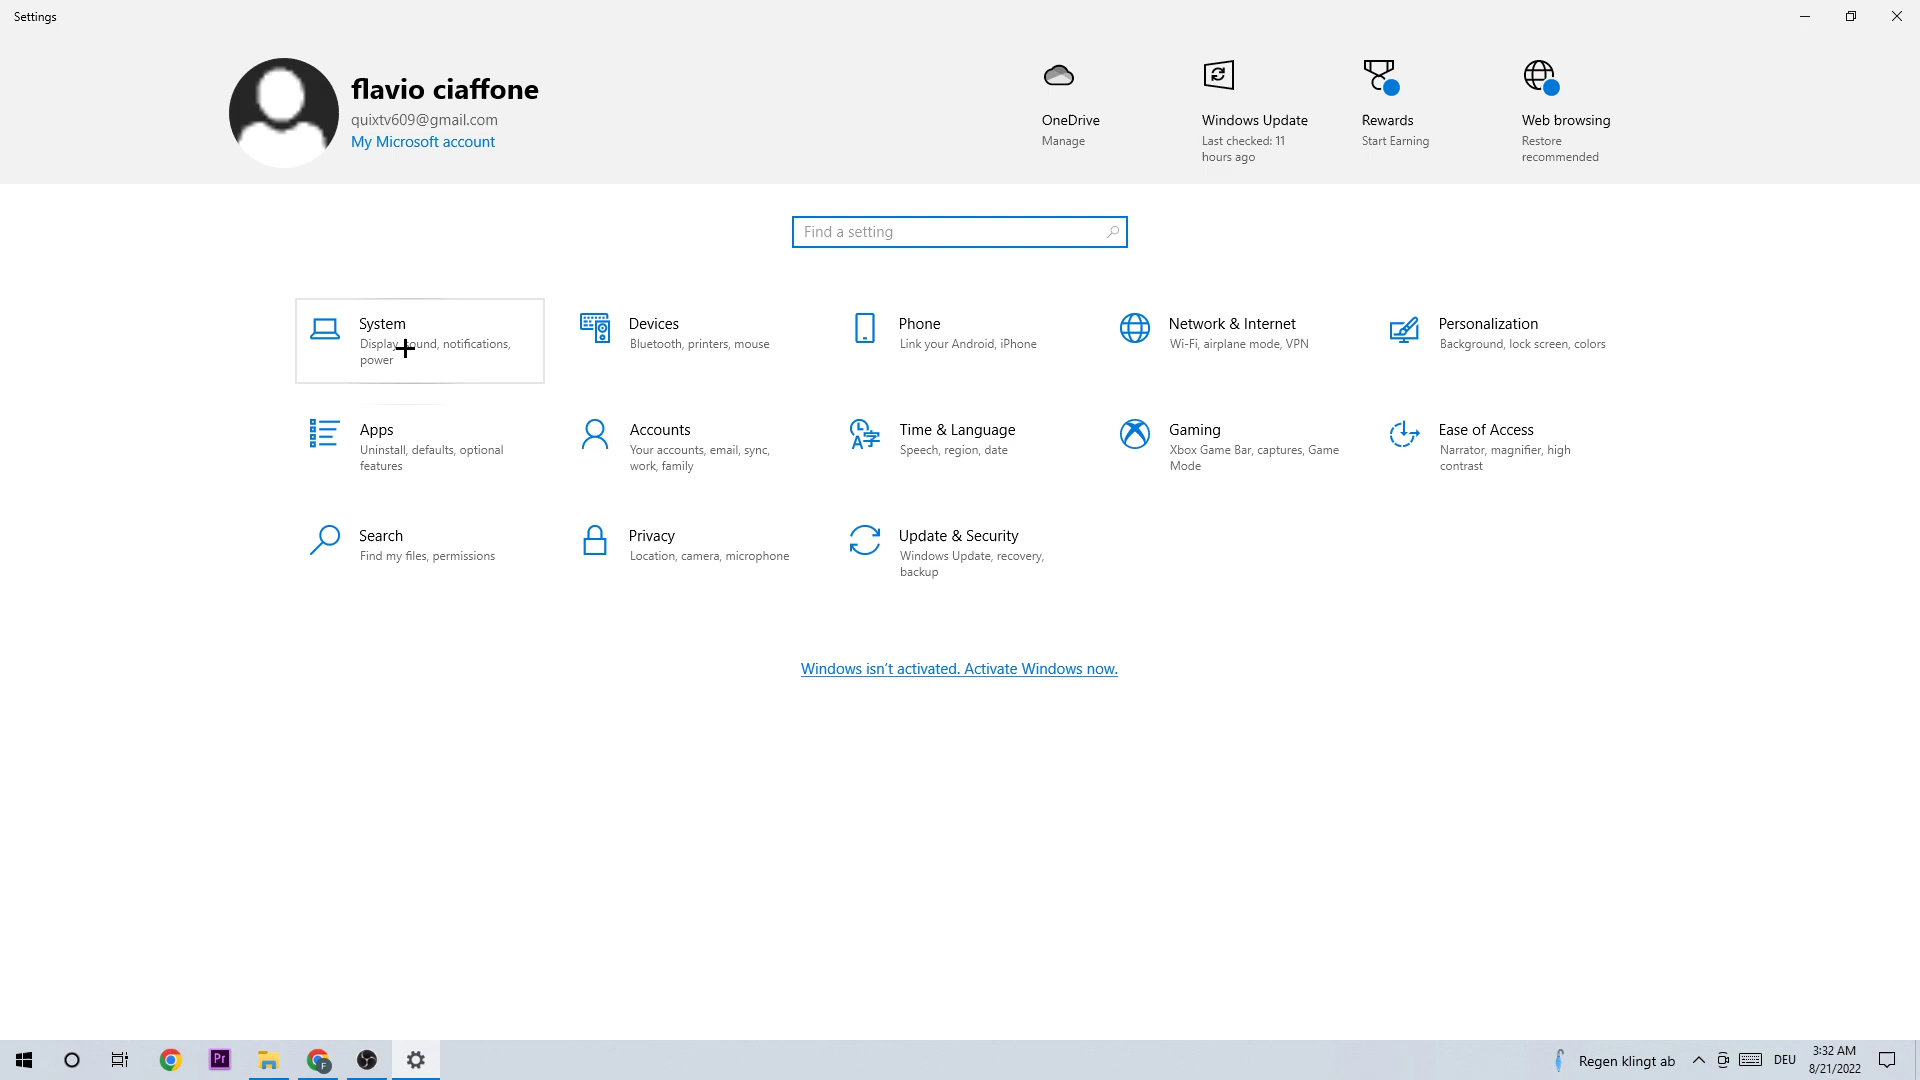 Settings
flavio ciaffone
quixtv609@gmail.com
My Microsoft account
OneDrive
Manage
Windows Update
Last checked: 11
hours ago
Rewards
Start Earning
Web browsing
Restore
recommended
Find a setting
System
Display, sound, notifications,
power
Devices
Bluetooth, printers, mouse
Phone
Link your Android, iPhone
Network & Internet
Wi-Fi, airplane mode, VPN
Personalization
Background, lock screen, colors
Apps
Uninstall, defaults, optional
features
Accounts
Your accounts, email, sync,
work, family
Time & Language
Speech, region, date
Gaming
Xbox Game Bar, captures, Game
Mode
Ease of Access
Narrator, magnifier, high
contrast
Search
Find my files, permissions
Privacy
Location, camera, microphone
Update & Security
Windows Update, recovery,
backup
Windows isn't activated. Activate Windows now.
Pr
F
Regen klingt ab
DEU
3:32 AM
8/21/2022